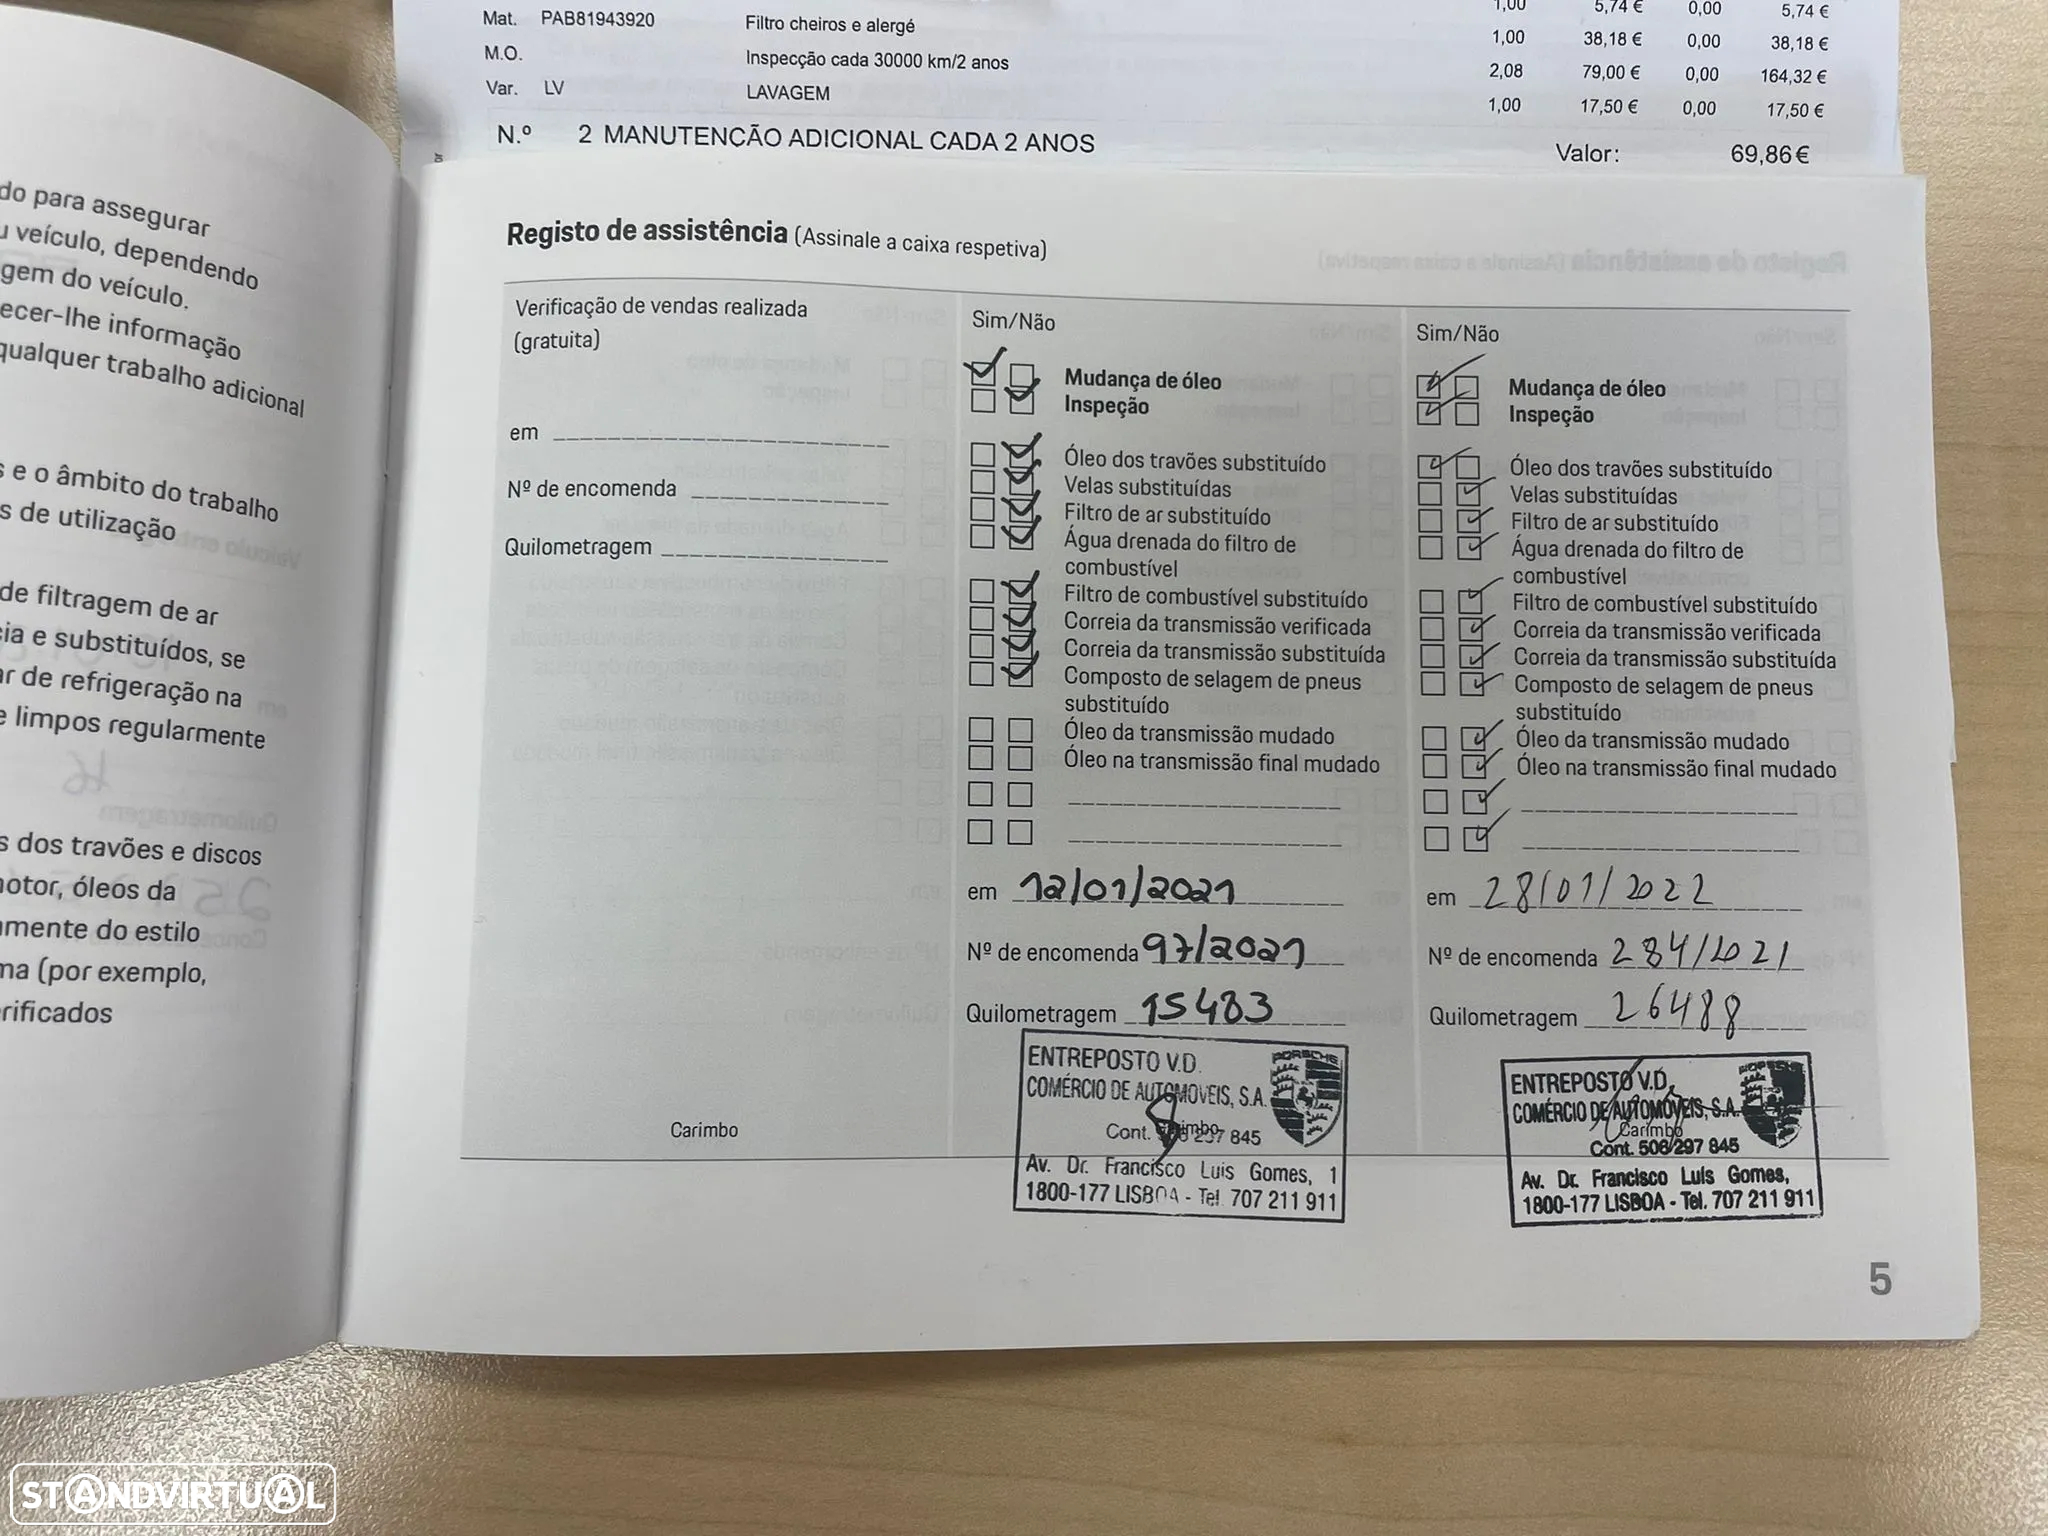 1,00 5,74 € 0,00 5,74 €
Mat. PAB81943920 Filtro cheiros e alergé 1,00 38,18 € 0,00 38,18 €
M.O. Inspecção cada 30000 km/2 anos 2,08 79,00 € 0,00 164,32 €
Var. LV LAVAGEM 1,00 17,50 € 0,00 17,50 €
N.º 2 MANUTENÇÃO ADICIONAL CADA 2 ANOS Valor: 69,86 €
do para assegurar
u veículo, dependendo
gem do veículo.
ecer-lhe informação
qualquer trabalho adicional
s e o âmbito do trabalho
s de utilização
de filtragem de ar
cia e substituídos, se
ar de refrigeração na
e limpos regularmente
s dos travões e discos
motor, óleos da
amente do estilo
ma (por exemplo,
erificados
Registo de assistência (Assinale a caixa respetiva)
Verificação de vendas realizada
(gratuita)
em
Nº de encomenda
Quilometragem
Carimbo
Sim/Não
Mudança de óleo
Inspeção
Óleo dos travões substituído
Velas substituídas
Filtro de ar substituído
Água drenada do filtro de
combustível
Filtro de combustível substituído
Correia da transmissão verificada
Correia da transmissão substituída
Composto de selagem de pneus
substituído
Óleo da transmissão mudado
Óleo na transmissão final mudado
em 12/01/2021
Nº de encomenda 97/2021
Quilometragem 15483
ENTREPOSTO V.D.
PORSCHE
COMÉRCIO DE AUTOMOVEIS, S.A.
Carimbo
Cont. 506 297 845
Av. Dr. Francisco Luis Gomes, 1
1800-177 LISBOA - Tel. 707 211 911
Sim/Não
Mudança de óleo
Inspeção
Óleo dos travões substituído
Velas substituídas
Filtro de ar substituído
Água drenada do filtro de
combustível
Filtro de combustível substituído
Correia da transmissão verificada
Correia da transmissão substituída
Composto de selagem de pneus
substituído
Óleo da transmissão mudado
Óleo na transmissão final mudado
em 28/01/2022
Nº de encomenda 284/2021
Quilometragem 26488
ENTREPOSTO V.D.
COMÉRCIO DE AUTOMÓVEIS, S.A.
Carimbo
Cont. 506 297 845
Av. Dr. Francisco Luís Gomes,
1800-177 LISBOA - Tel. 707 211 911
5
STANDVIRTUAL